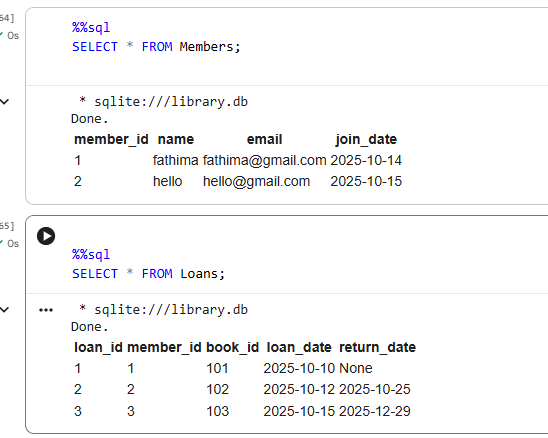 64]
0s
%%sql
SELECT * FROM Members;
* sqlite:///library.db
Done.
member_id name email join_date
1 fathima fathima@gmail.com 2025-10-14
2 hello hello@gmail.com 2025-10-15
65]
0s
%%sql
SELECT * FROM Loans;
* sqlite:///library.db
Done.
loan_id member_id book_id loan_date return_date
1 1 101 2025-10-10 None
2 2 102 2025-10-12 2025-10-25
3 3 103 2025-10-15 2025-12-29